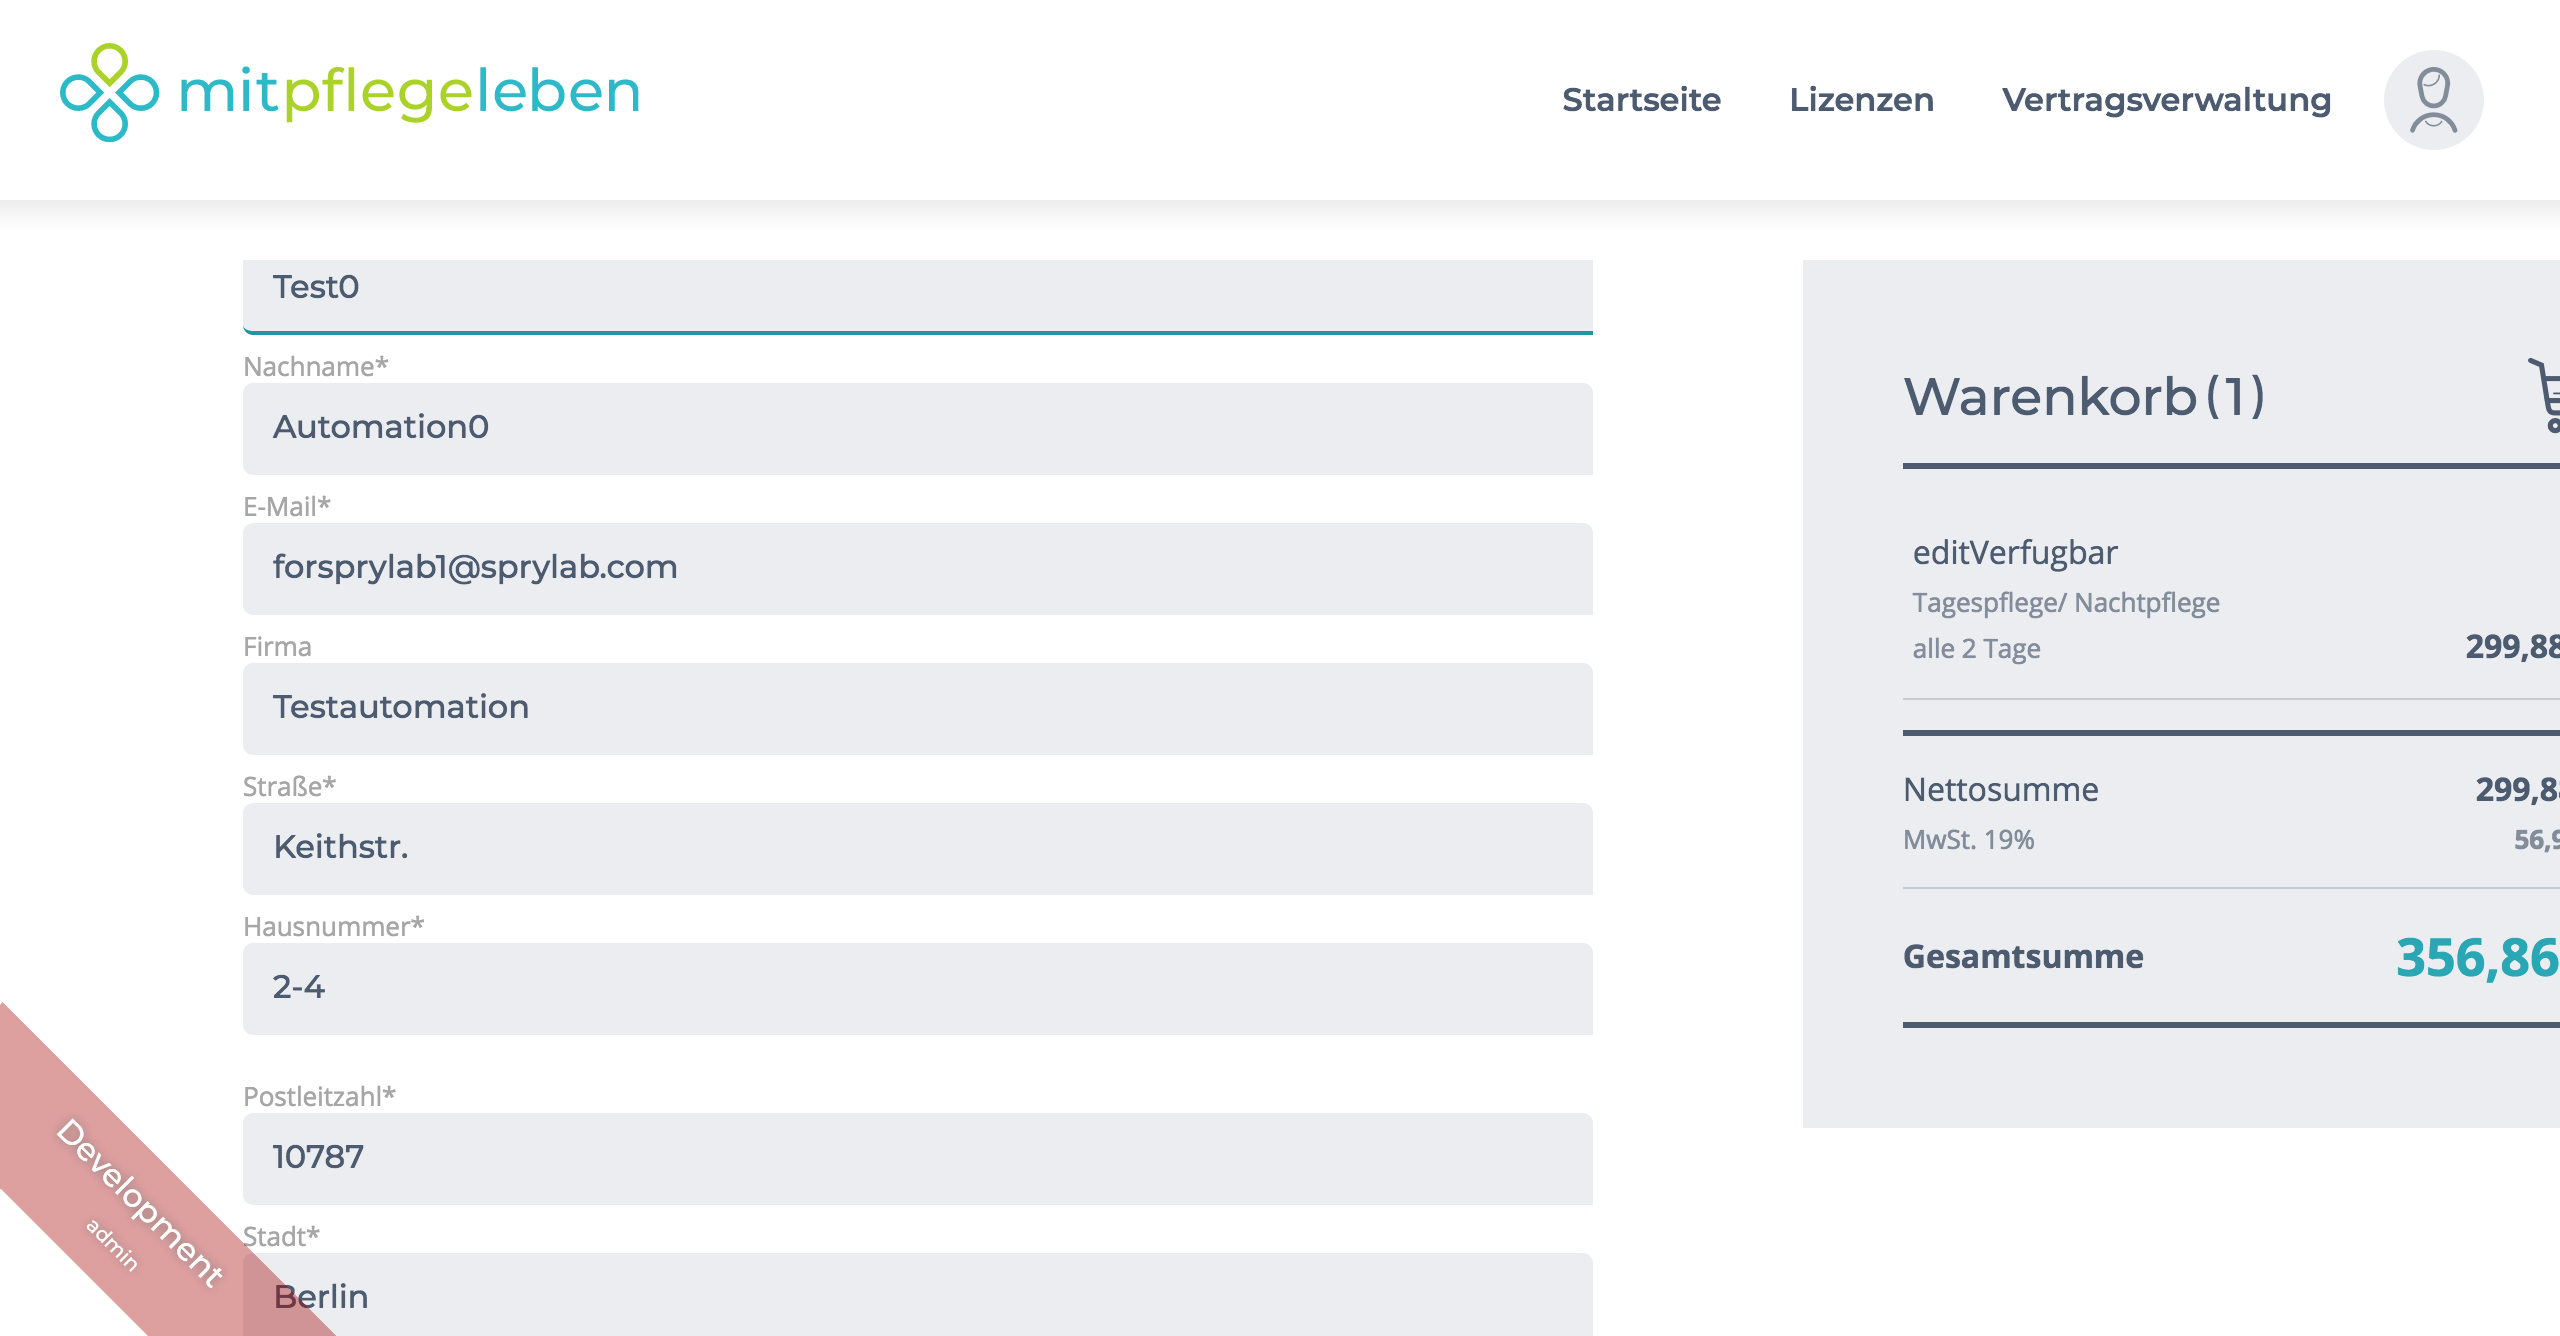 mitpflegeleben
Startseite
Lizenzen
Vertragsverwaltung
Test0
Nachname*
Automation0
E-Mail*
forsprylab1@sprylab.com
Firma
Testautomation
Straße*
Keithstr.
Hausnummer*
2-4
Postleitzahl*
10787
Stadt*
Berlin
Warenkorb (1)
editVerfugbar
Tagespflege/ Nachtpflege
alle 2 Tage 299,88
Nettosumme 299,8
MwSt. 19% 56,9
Gesamtsumme 356,86
Development
admin